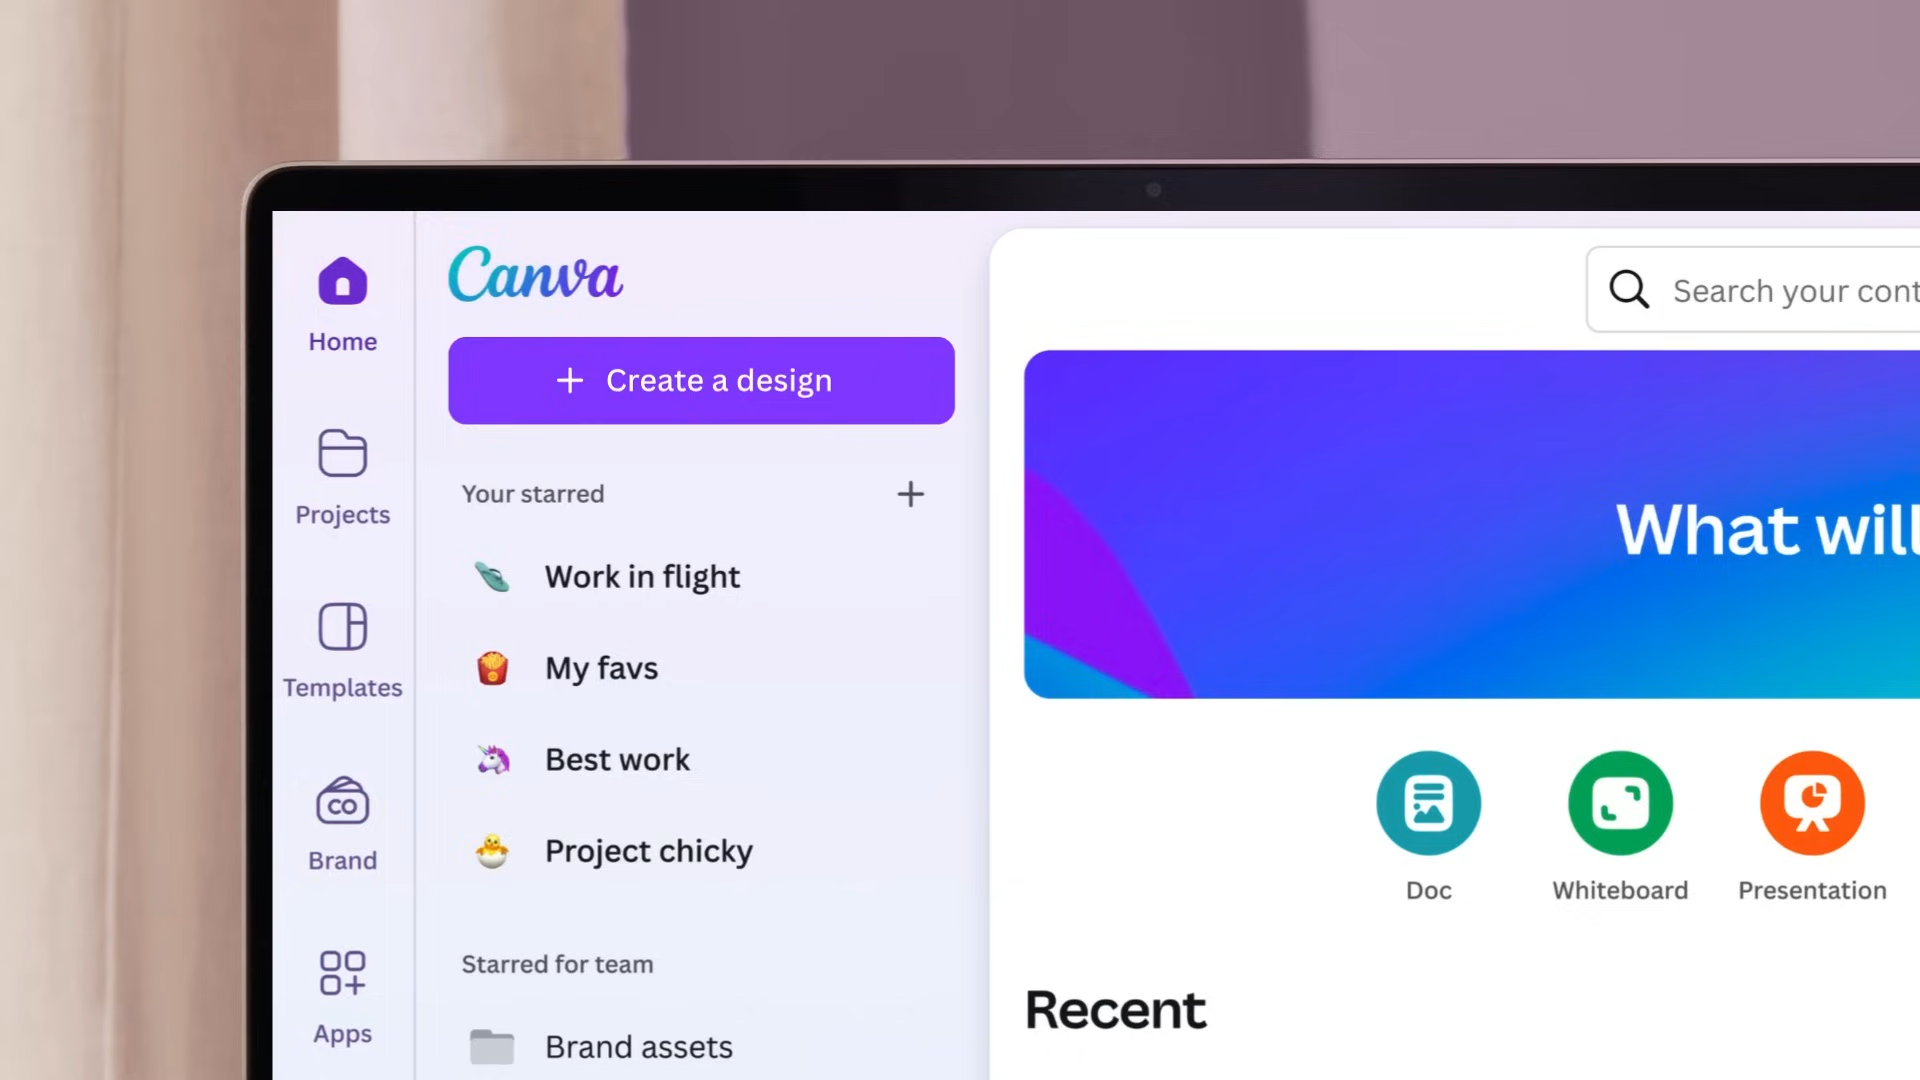 Canva
Home
Create a design
Search your cont
Projects
Your starred
Work in flight
What will
My favs
Templates
Best work
Project chicky
Brand
CO
Doc
Whiteboard
Presentation
Starred for team
Recent
Apps
Brand assets